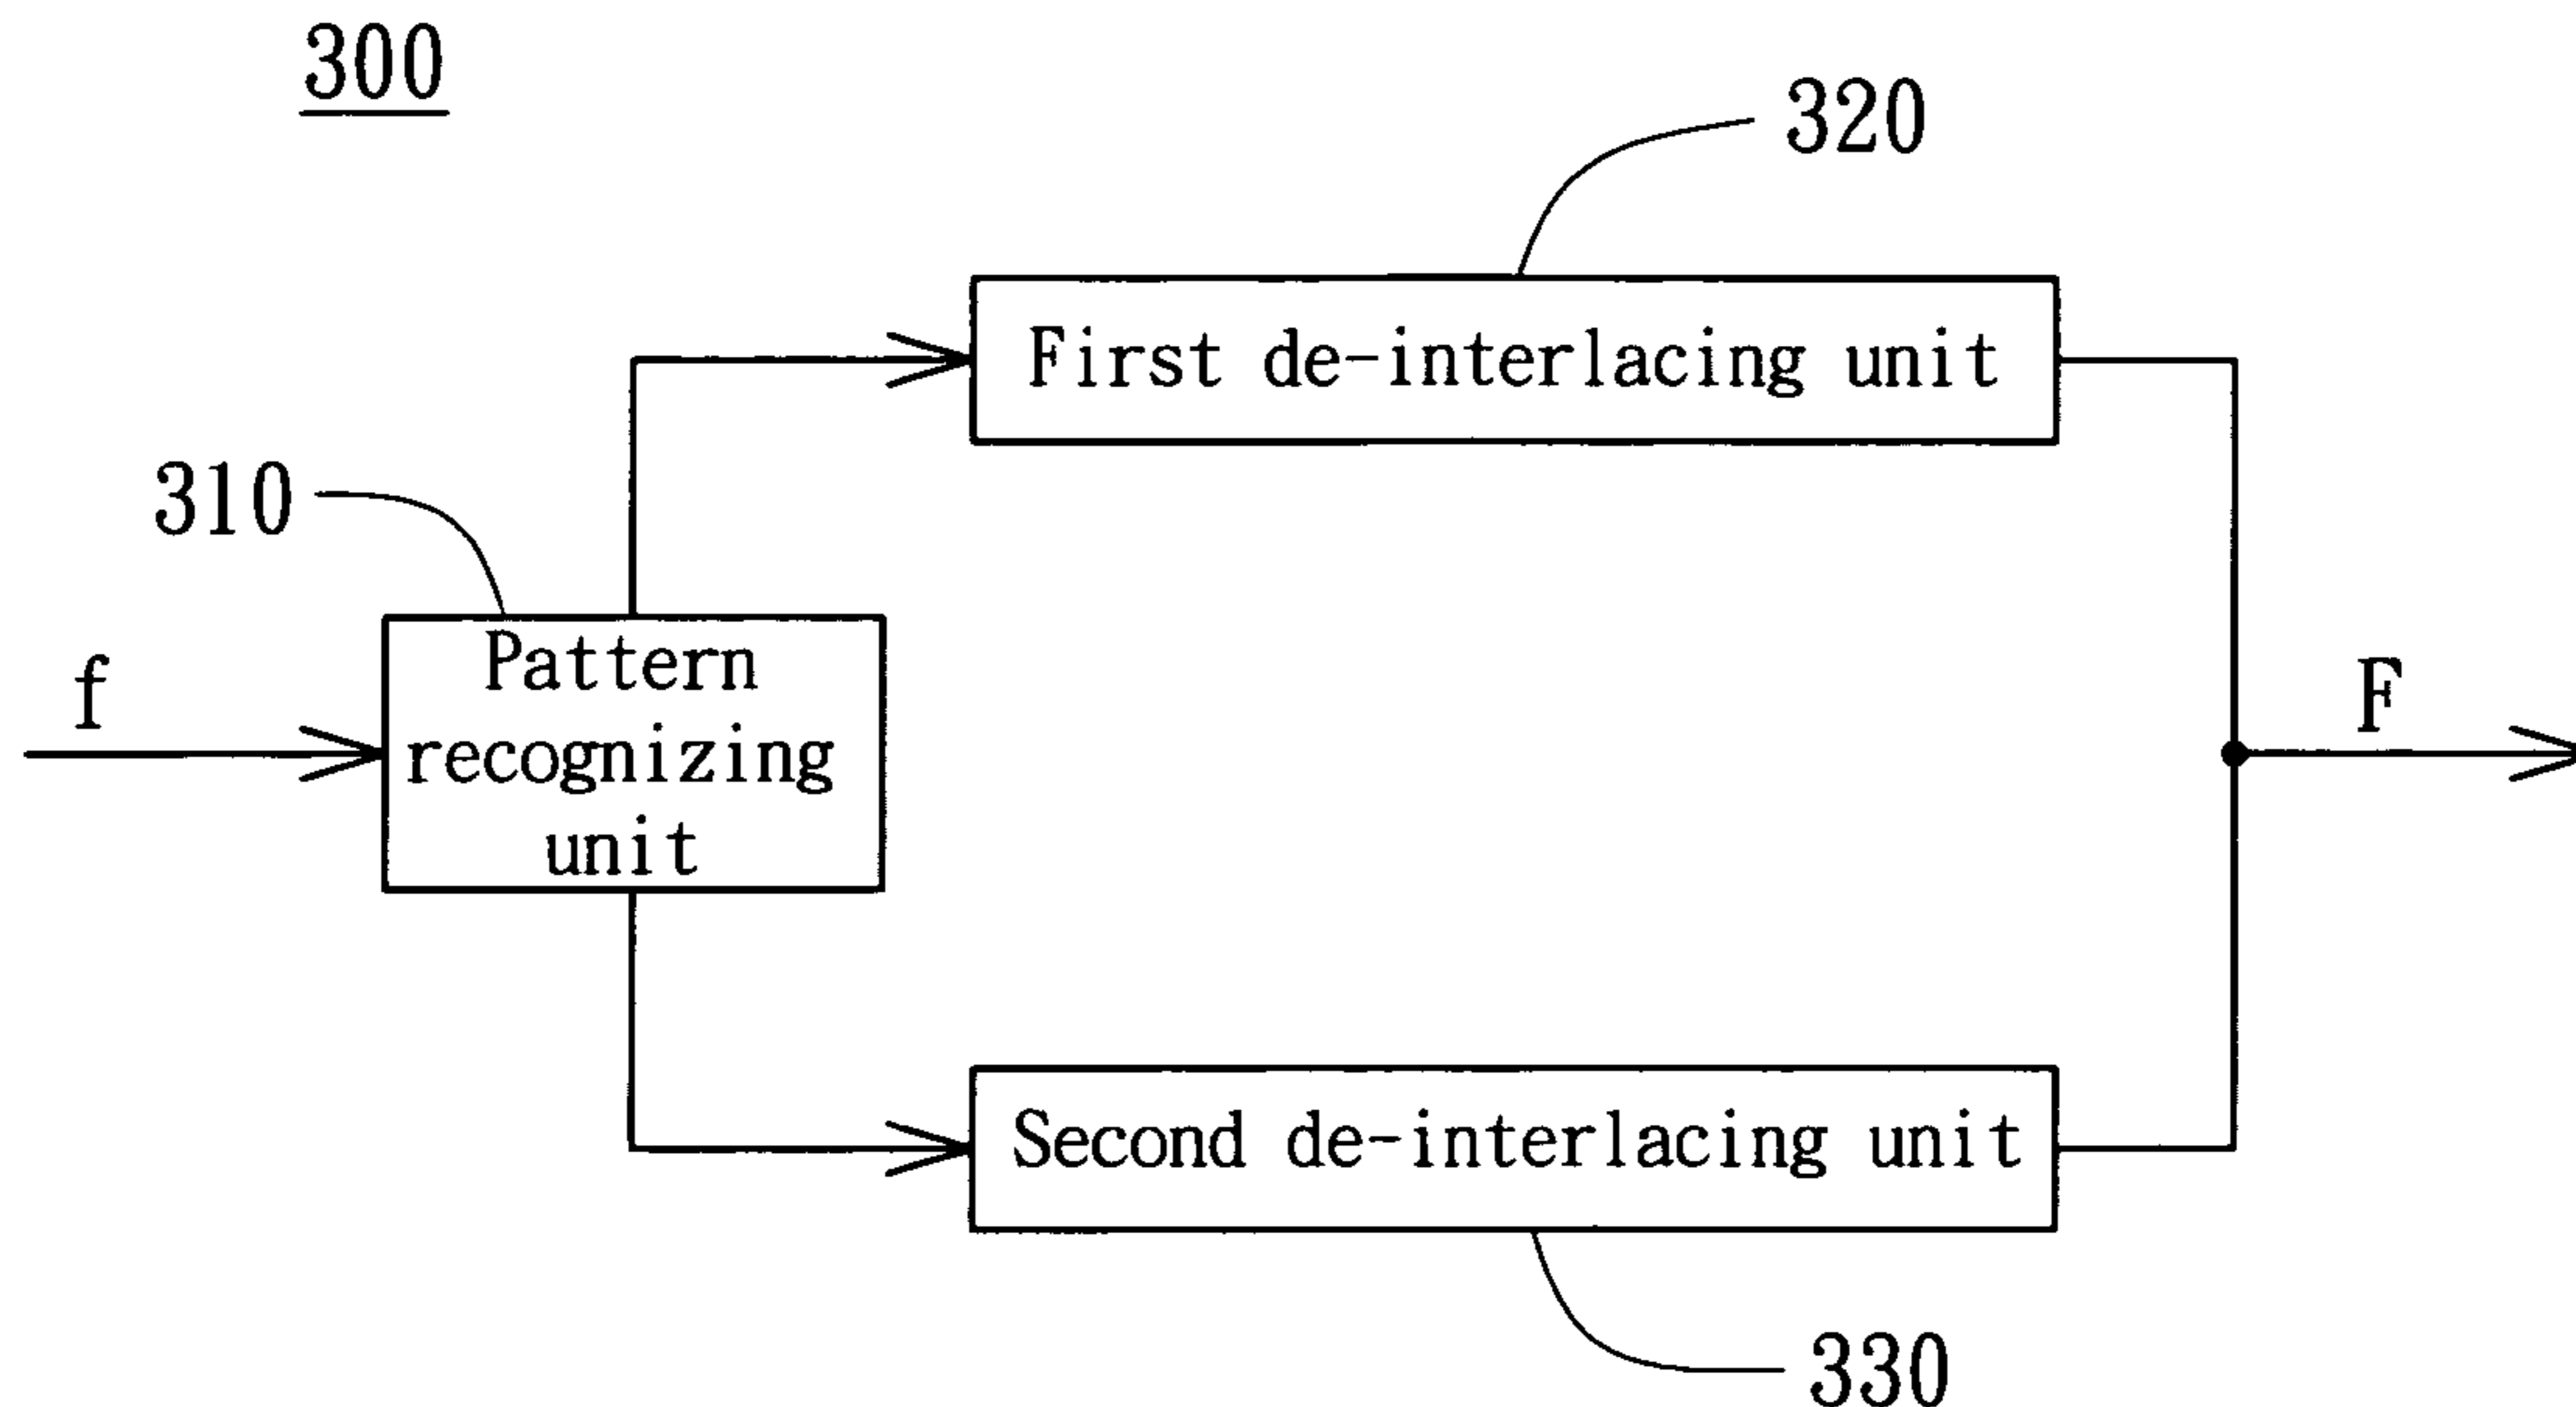 300
320
First de-interlacing unit
310
Pattern
recognizing
unit
f
F
Second de-interlacing unit
330